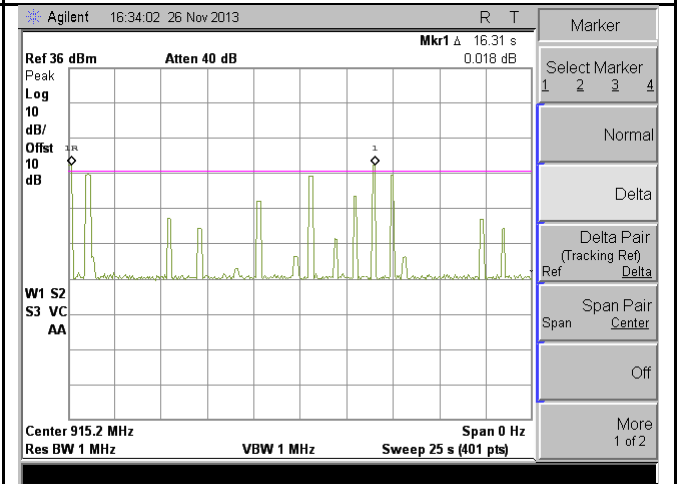 Agilent 16:34:02 26 Nov 2013 R T
Mkr1 Δ 16.31 s
Ref 36 dBm Atten 40 dB 0.018 dB
Peak
Log
10
dB/
Offst
10
dB
1R
1
W1 S2
S3 VC
AA
Center 915.2 MHz Span 0 Hz
Res BW 1 MHz VBW 1 MHz Sweep 25 s (401 pts)
Marker
Select Marker
1 2 3 4
Normal
Delta
Delta Pair
(Tracking Ref)
Ref Delta
Span Pair
Span Center
Off
More
1 of 2